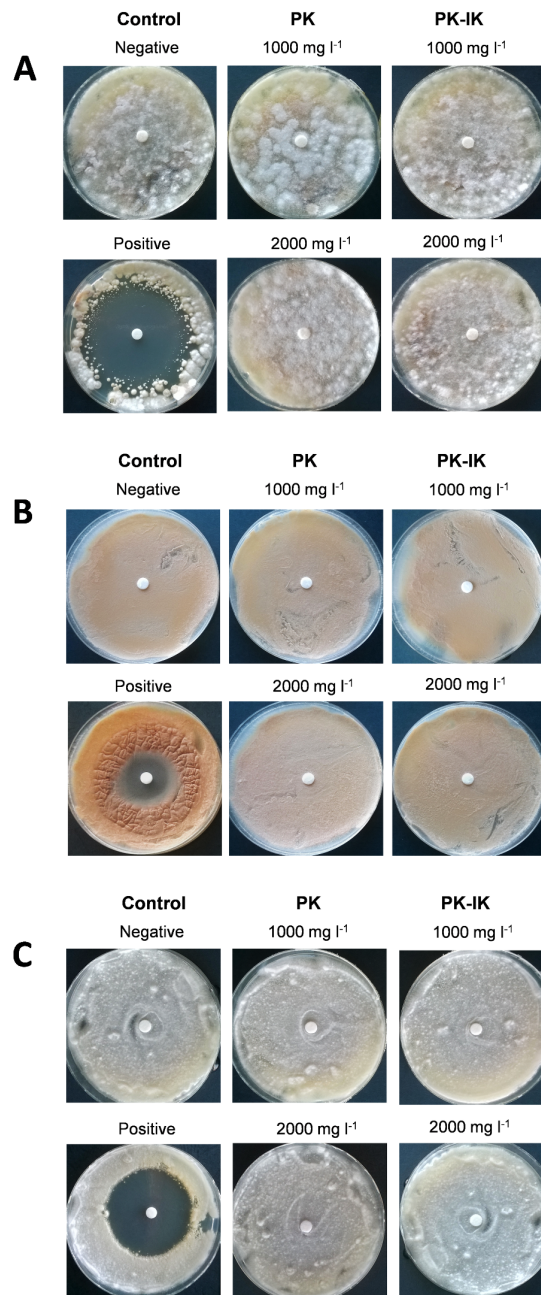 Control PK PK-IK
Negative 1000 mg l⁻¹ 1000 mg l⁻¹
A
Positive 2000 mg l⁻¹ 2000 mg l⁻¹
Control PK PK-IK
Negative 1000 mg l⁻¹ 1000 mg l⁻¹
B
Positive 2000 mg l⁻¹ 2000 mg l⁻¹
Control PK PK-IK
Negative 1000 mg l⁻¹ 1000 mg l⁻¹
C
Positive 2000 mg l⁻¹ 2000 mg l⁻¹